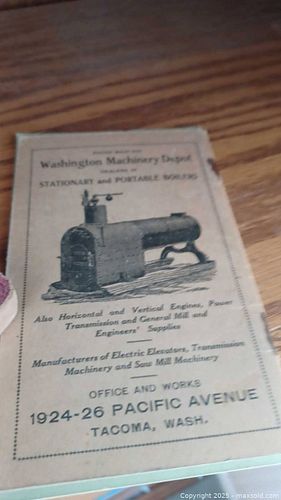 Washington Machinery Depot
DEALERS IN
STATIONARY and PORTABLE BOILERS
Also Horizontal and Vertical Engines, Power
Transmission and General Mill and
Engineers' Supplies
Manufacturers of Electric Elevators, Transmission
Machinery and Saw Mill Machinery
OFFICE AND WORKS
1924-26 PACIFIC AVENUE
TACOMA, WASH.
Copyright 2025 - maxsold.com